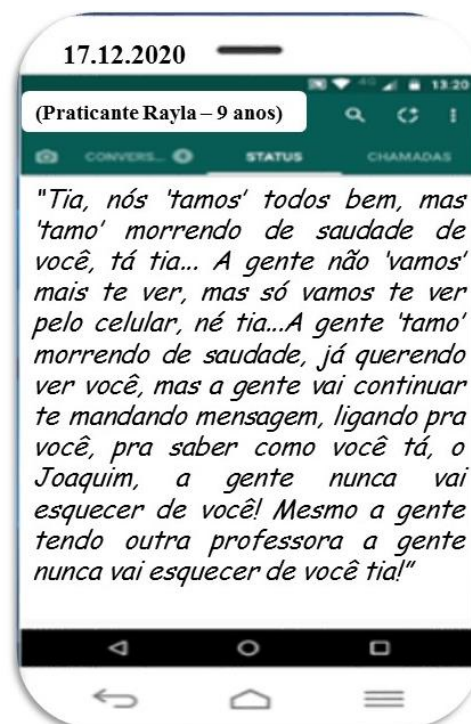 17.12.2020
13:20
(Praticante Rayla – 9 anos)
CONVERS...
STATUS
CHAMADAS
"Tia, nós 'tamos' todos bem, mas
'tamo' morrendo de saudade de
você, tá tia... A gente não 'vamos'
mais te ver, mas só vamos te ver
pelo celular, né tia...A gente 'tamo'
morrendo de saudade, já querendo
ver você, mas a gente vai continuar
te mandando mensagem, ligando pra
você, pra saber como você tá, o
Joaquim, a gente nunca vai
esquecer de você! Mesmo a gente
tendo outra professora a gente
nunca vai esquecer de você tia!"